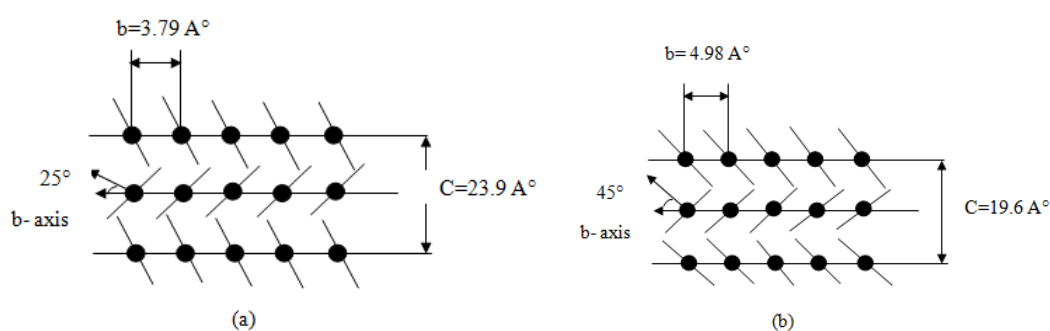 b=3.79 A°
25°
b- axis
C=23.9 A°
(a)
b= 4.98 A°
45°
b- axis
C=19.6 A°
(b)